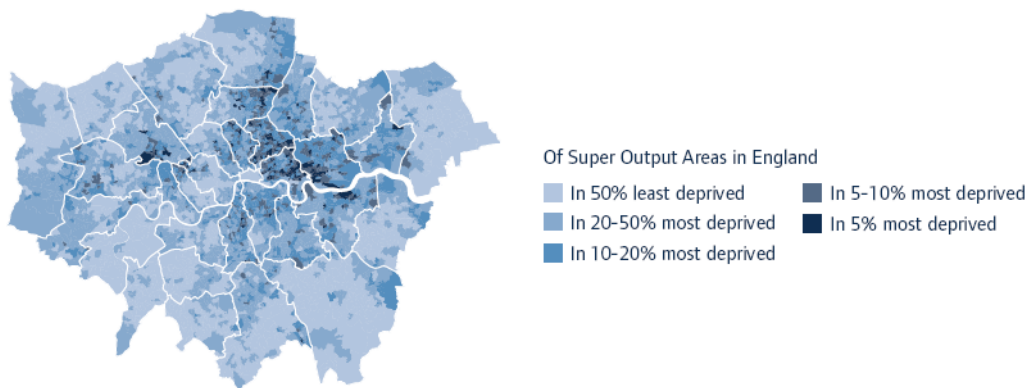 Of Super Output Areas in England
In 50% least deprived
In 20-50% most deprived
In 10-20% most deprived
In 5-10% most deprived
In 5% most deprived